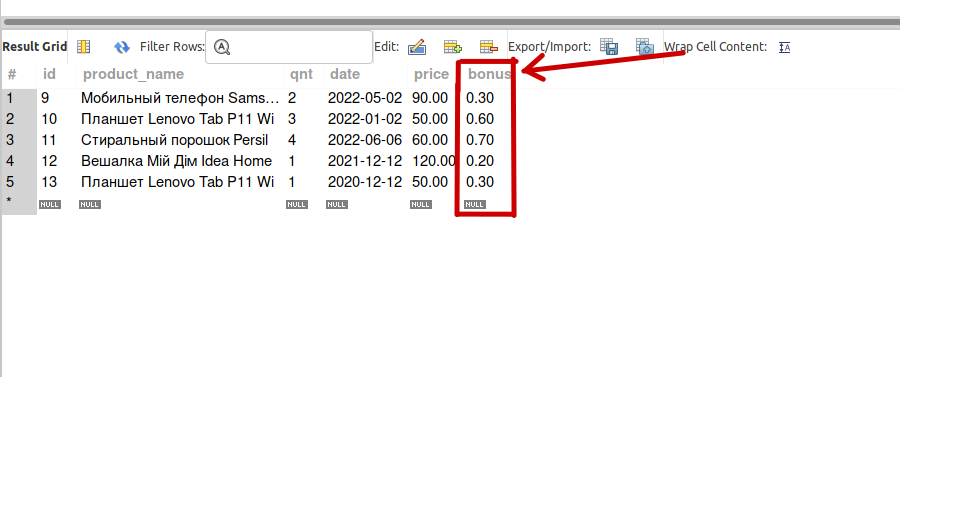 Result Grid Filter Rows: Edit: Export/Import: Wrap Cell Content:
# id product_name qnt date price bonus
1 9 Мобильный телефон Sams... 2 2022-05-02 90.00 0.30
2 10 Планшет Lenovo Tab P11 Wi 3 2022-01-02 50.00 0.60
3 11 Стиральный порошок Persil 4 2022-06-06 60.00 0.70
4 12 Вешалка Мій Дім Idea Home 1 2021-12-12 120.00 0.20
5 13 Планшет Lenovo Tab P11 Wi 1 2020-12-12 50.00 0.30
* NULL NULL NULL NULL NULL NULL